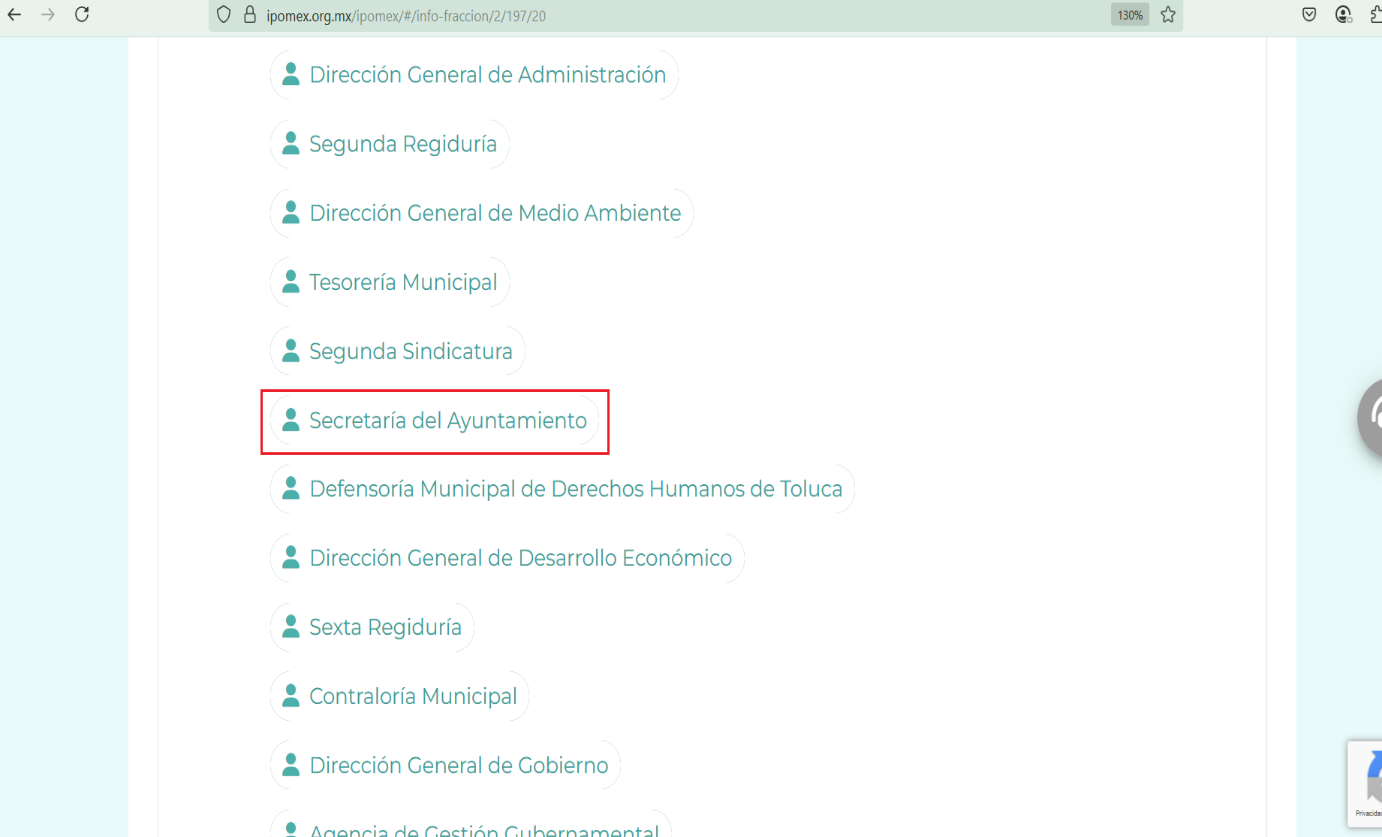 ipomex.org.mx/ipomex/#/info-fraccion/2/197/20
130%
Dirección General de Administración
Segunda Regiduría
Dirección General de Medio Ambiente
Tesorería Municipal
Segunda Sindicatura
Secretaría del Ayuntamiento
Defensoría Municipal de Derechos Humanos de Toluca
Dirección General de Desarrollo Económico
Sexta Regiduría
Contraloría Municipal
Dirección General de Gobierno
Agencia de Gestión Gubernamental